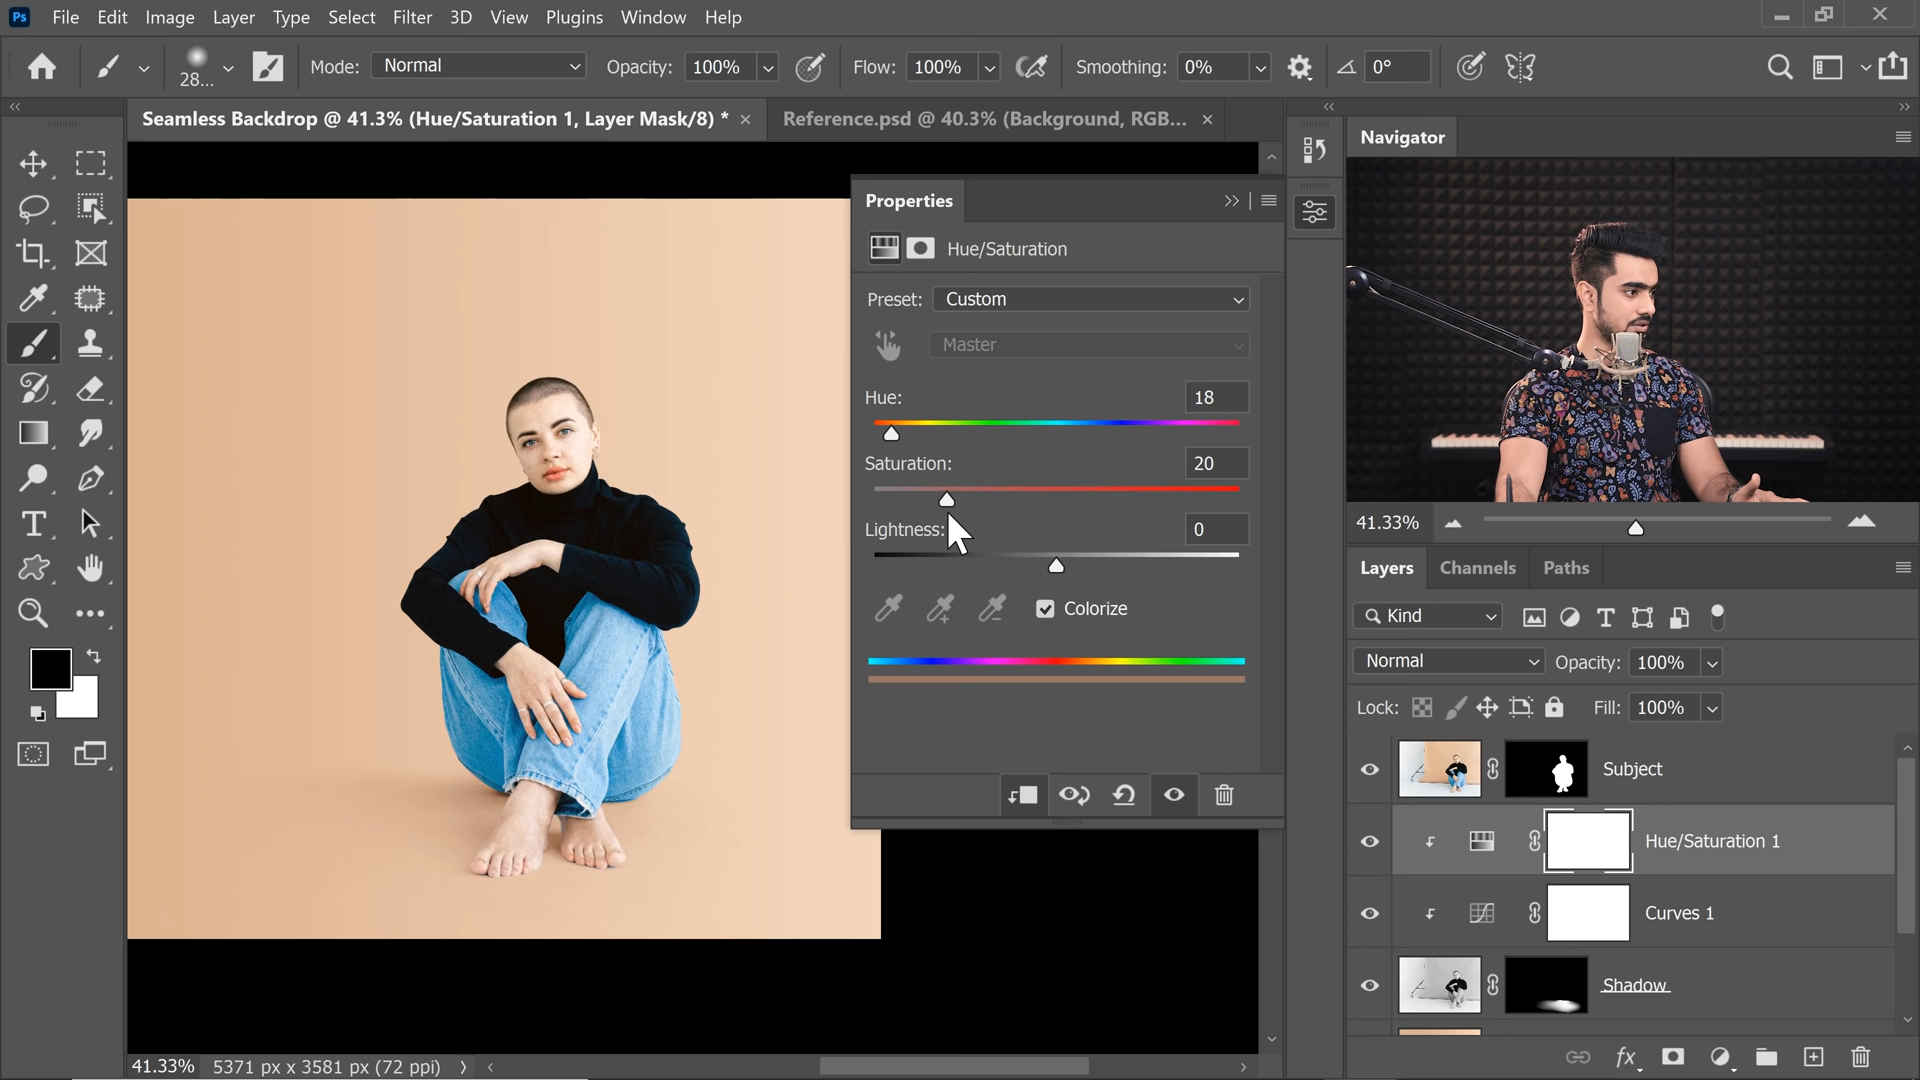 Ps File Edit Image Layer Type Select Filter 3D View Plugins Window Help
28... Mode: Normal Opacity: 100% Flow: 100% Smoothing: 0% 0°
Seamless Backdrop @ 41.3% (Hue/Saturation 1, Layer Mask/8) * Reference.psd @ 40.3% (Background, RGB...
Properties
Hue/Saturation
Preset: Custom
Master
Hue: 18
Saturation: 20
Lightness: 0
Colorize
Navigator
41.33%
Layers Channels Paths
Kind
Normal Opacity: 100%
Lock: Fill: 100%
Subject
Hue/Saturation 1
Curves 1
Shadow
fx
41.33% 5371 px x 3581 px (72 ppi)